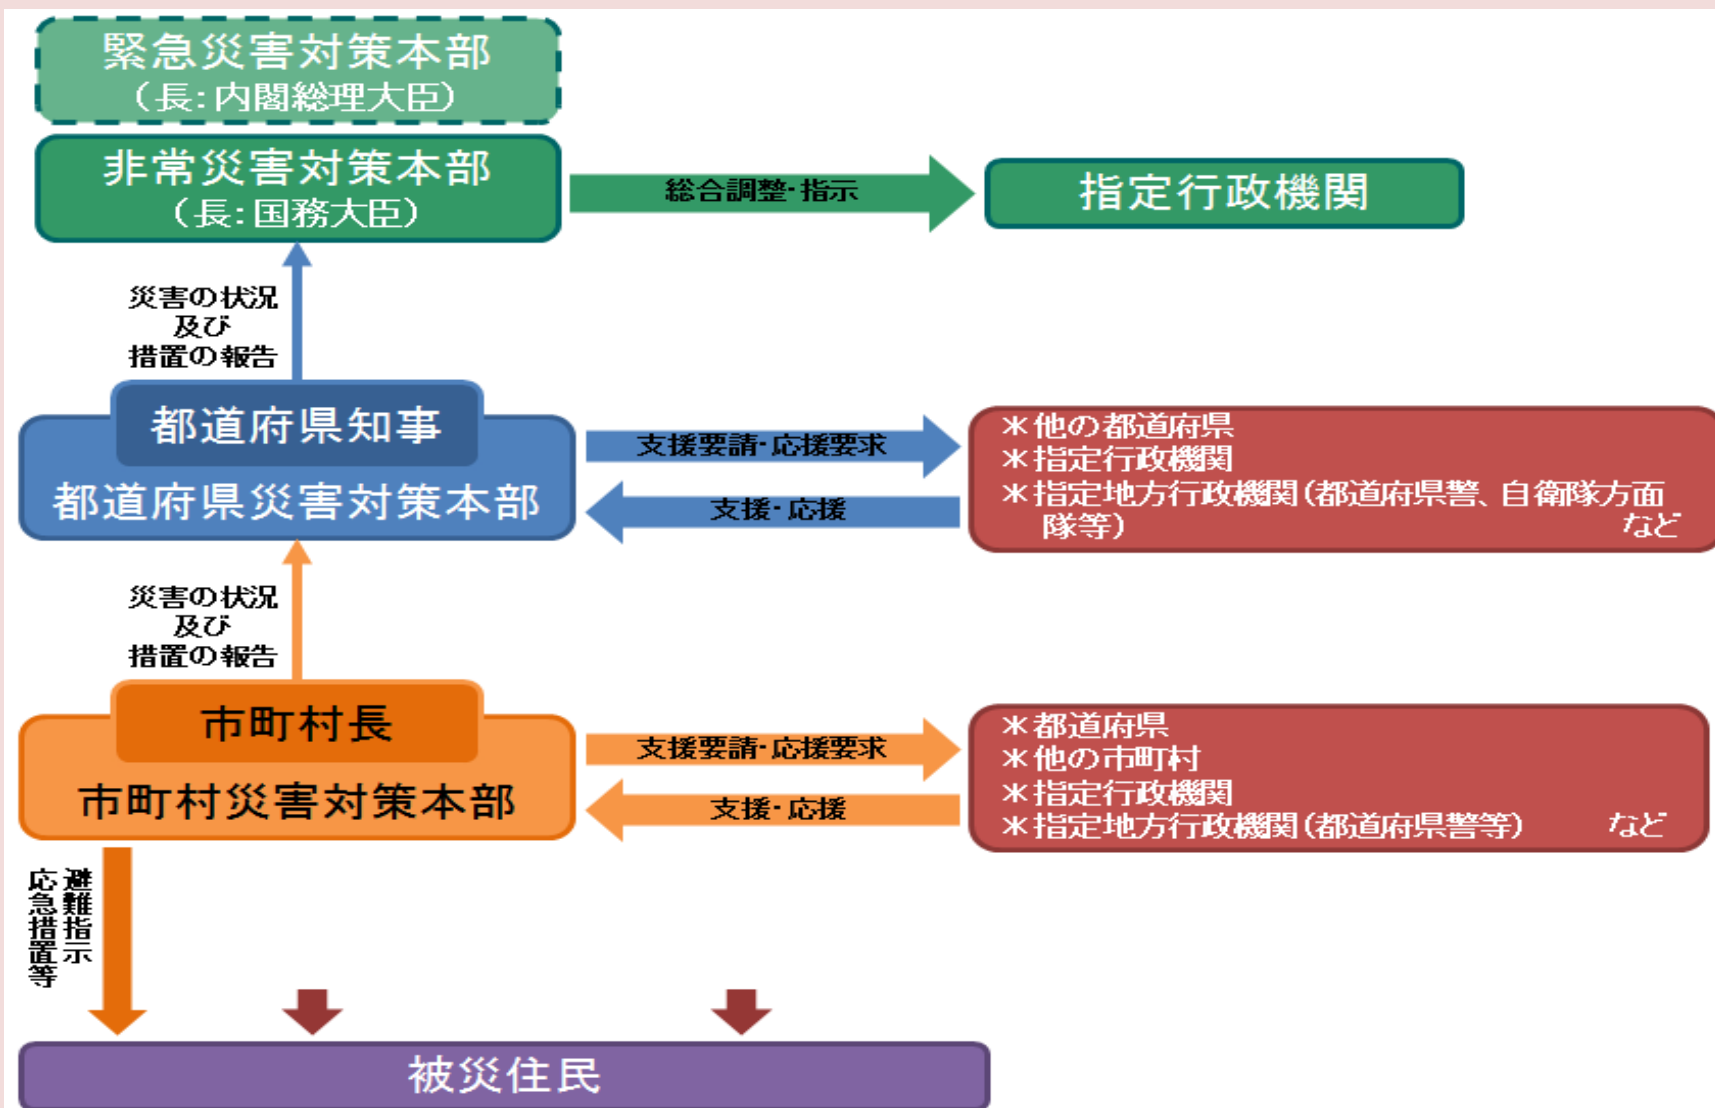 緊急災害対策本部
(長:内閣総理大臣)
非常災害対策本部
(長:国務大臣)
総合調整・指示
指定行政機関
災害の状況
及び
措置の報告
都道府県知事
都道府県災害対策本部
支援要請・応援要求
支援・応援
*他の都道府県
*指定行政機関
*指定地方行政機関(都道府県警、自衛隊方面
隊等) など
災害の状況
及び
措置の報告
市町村長
市町村災害対策本部
支援要請・応援要求
支援・応援
*都道府県
*他の市町村
*指定行政機関
*指定地方行政機関(都道府県警等) など
避難指示
応急措置等
被災住民